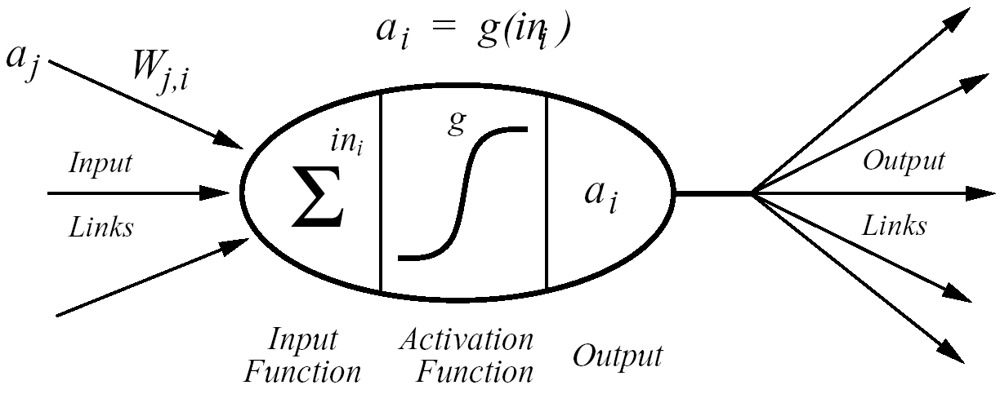 a_i = g(in_i)
a_j
W_j,i
in_i
g
Input
Links
Σ
a_i
Output
Links
Input
Function
Activation
Function
Output